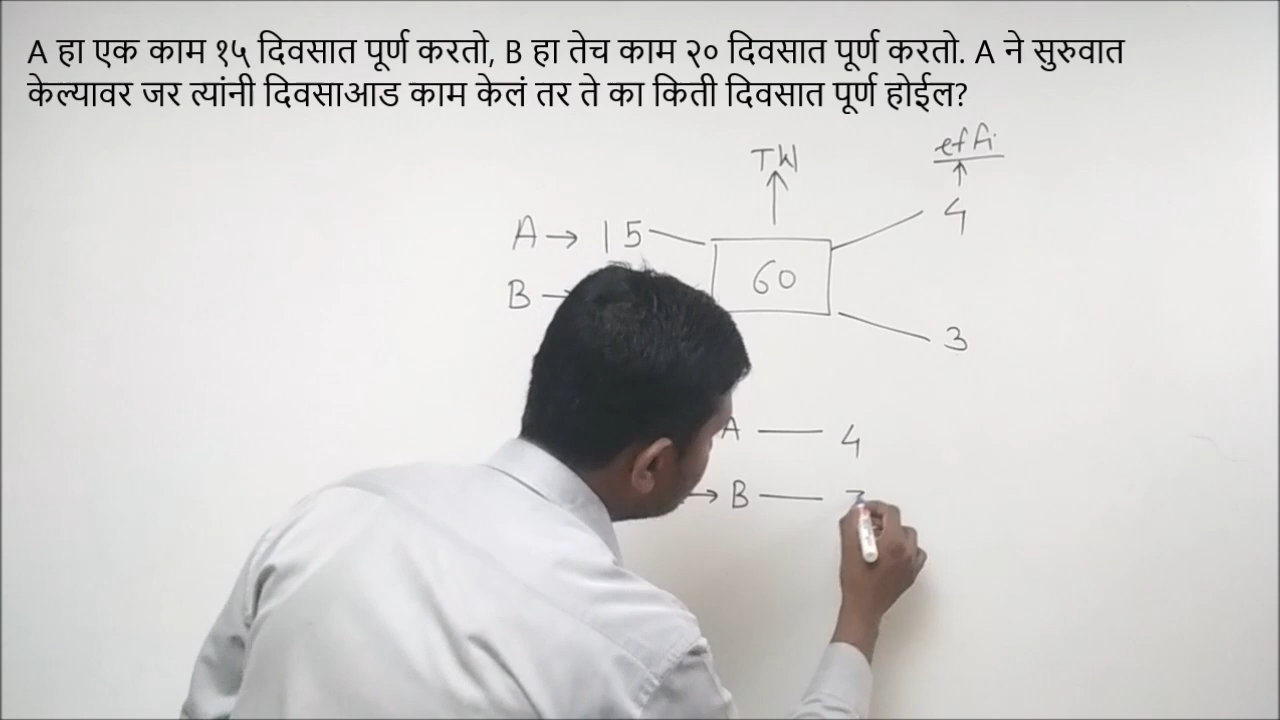 A हा एक काम १५ दिवसात पूर्ण करतो, B हा तेच काम २० दिवसात पूर्ण करतो. A ने सुरुवात
केल्यावर जर त्यांनी दिवसाआड काम केलं तर ते का किती दिवसात पूर्ण होईल?
TW
effi
A → 15
60
4
B
3
A — 4
→ B —